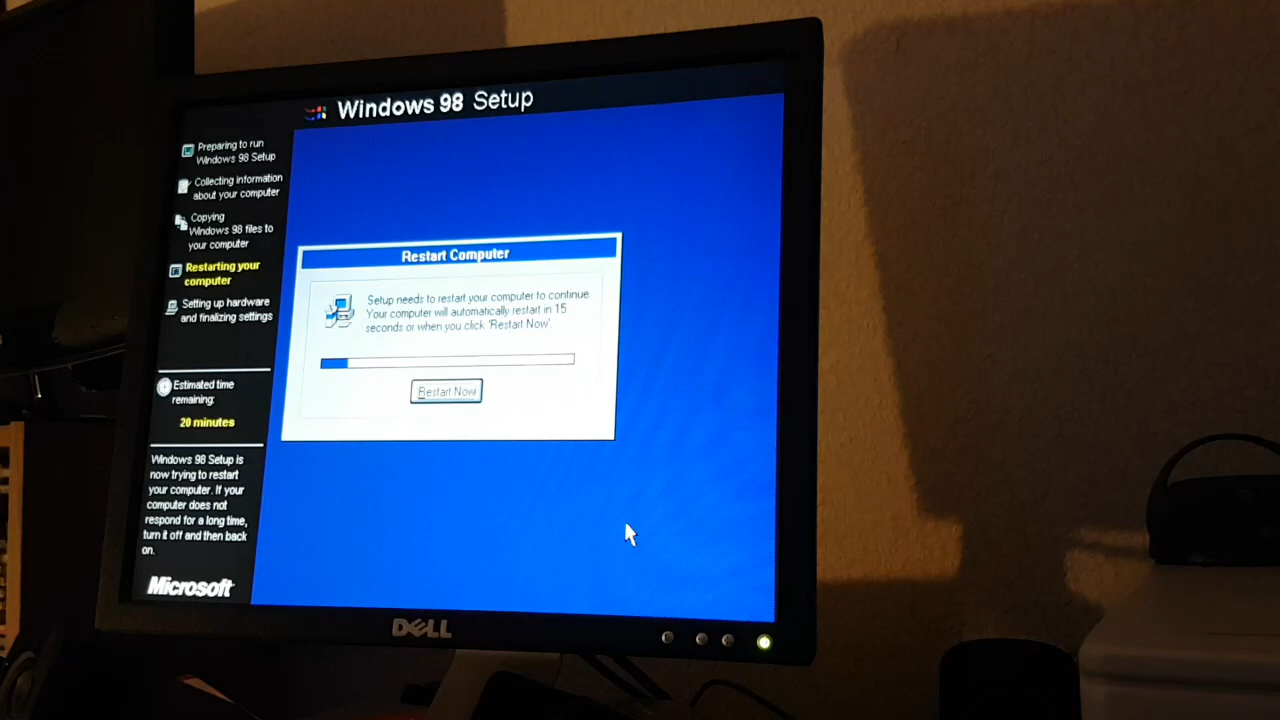 Windows 98 Setup
Preparing to run
Windows 98 Setup
Collecting information
about your computer
Copying
Windows 98 files to
your computer
Restarting your
computer
Setting up hardware
and finalizing settings
Estimated time
remaining:
20 minutes
Windows 98 Setup is
now trying to restart
your computer. If your
computer does not
respond for a long time,
turn it off and then back
on.
Microsoft
Restart Computer
Setup needs to restart your computer to continue.
Your computer will automatically restart in 15
seconds or when you click 'Restart Now'.
Restart Now
DELL